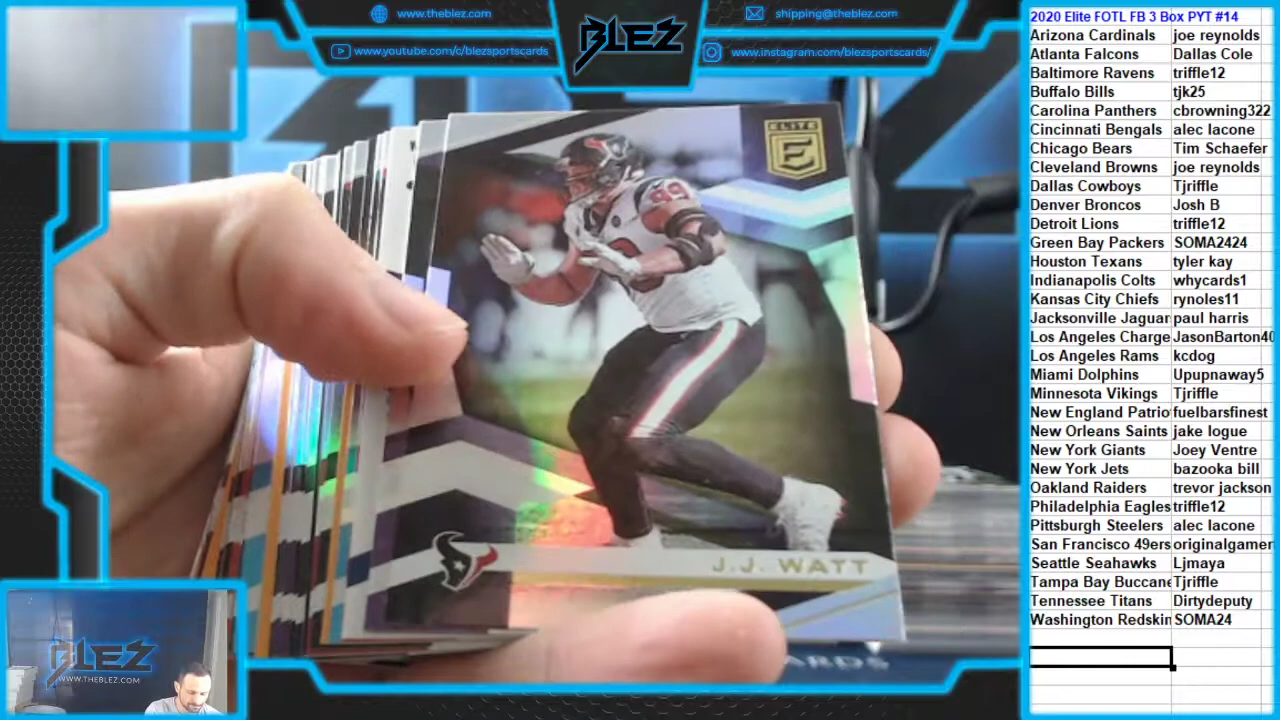 www.theblez.com
shipping@theblez.com
BLEZ
www.youtube.com/c/blezsportscards
www.instagram.com/blezsportscards/
ELITE
E
99
J.J. WATT
BLEZ
WWW.THEBLEZ.COM
2020 Elite FOTL FB 3 Box PYT #14
Arizona Cardinals joe reynolds
Atlanta Falcons Dallas Cole
Baltimore Ravens triffle12
Buffalo Bills tjk25
Carolina Panthers cbrowning322
Cincinnati Bengals alec lacone
Chicago Bears Tim Schaefer
Cleveland Browns joe reynolds
Dallas Cowboys Tjriffle
Denver Broncos Josh B
Detroit Lions triffle12
Green Bay Packers SOMA2424
Houston Texans tyler kay
Indianapolis Colts whycards1
Kansas City Chiefs rynoles11
Jacksonville Jaguar paul harris
Los Angeles Charge JasonBarton40
Los Angeles Rams kcdog
Miami Dolphins Upupnaway5
Minnesota Vikings Tjriffle
New England Patrio fuelbarsfinest
New Orleans Saints jake logue
New York Giants Joey Ventre
New York Jets bazooka bill
Oakland Raiders trevor jackson
Philadelphia Eagles triffle12
Pittsburgh Steelers alec lacone
San Francisco 49ers originalgamer
Seattle Seahawks Ljmaya
Tampa Bay Buccane Tjriffle
Tennessee Titans Dirtydeputy
Washington Redskin SOMA24